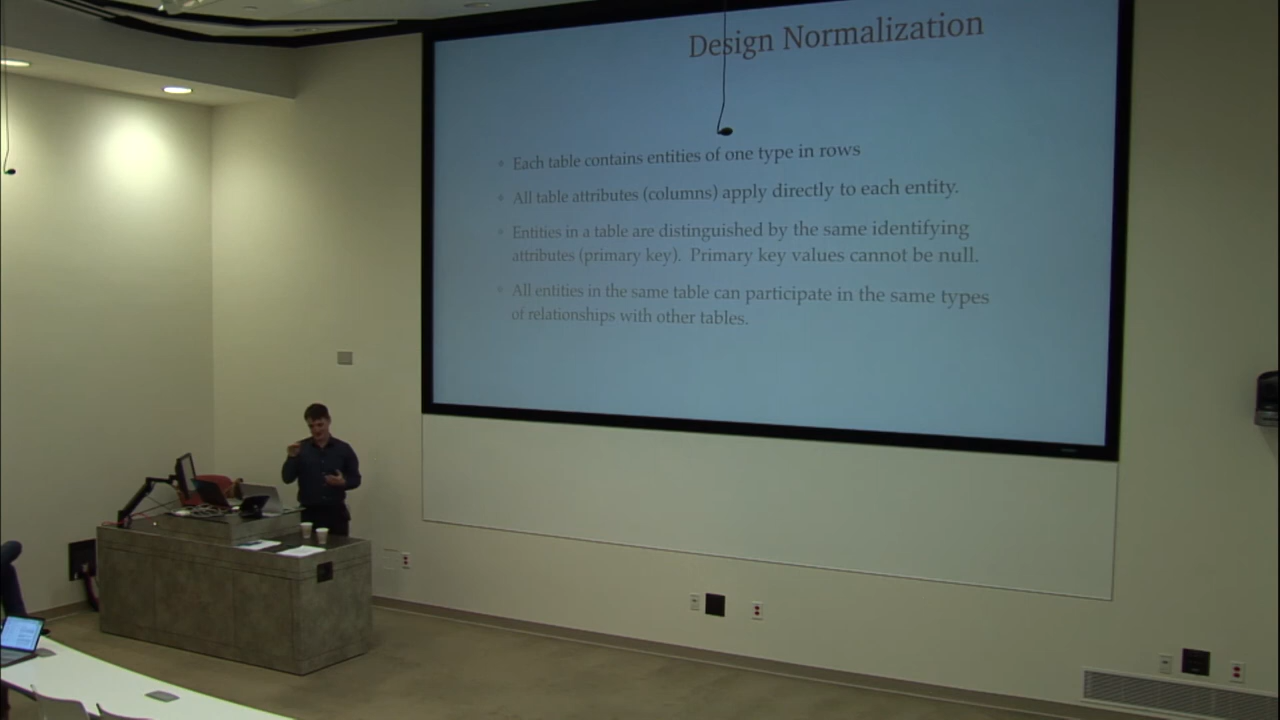 Design Normalization
Each table contains entities of one type in rows
All table attributes (columns) apply directly to each entity.
Entities in a table are distinguished by the same identifying
attributes (primary key). Primary key values cannot be null.
All entities in the same table can participate in the same types
of relationships with other tables.